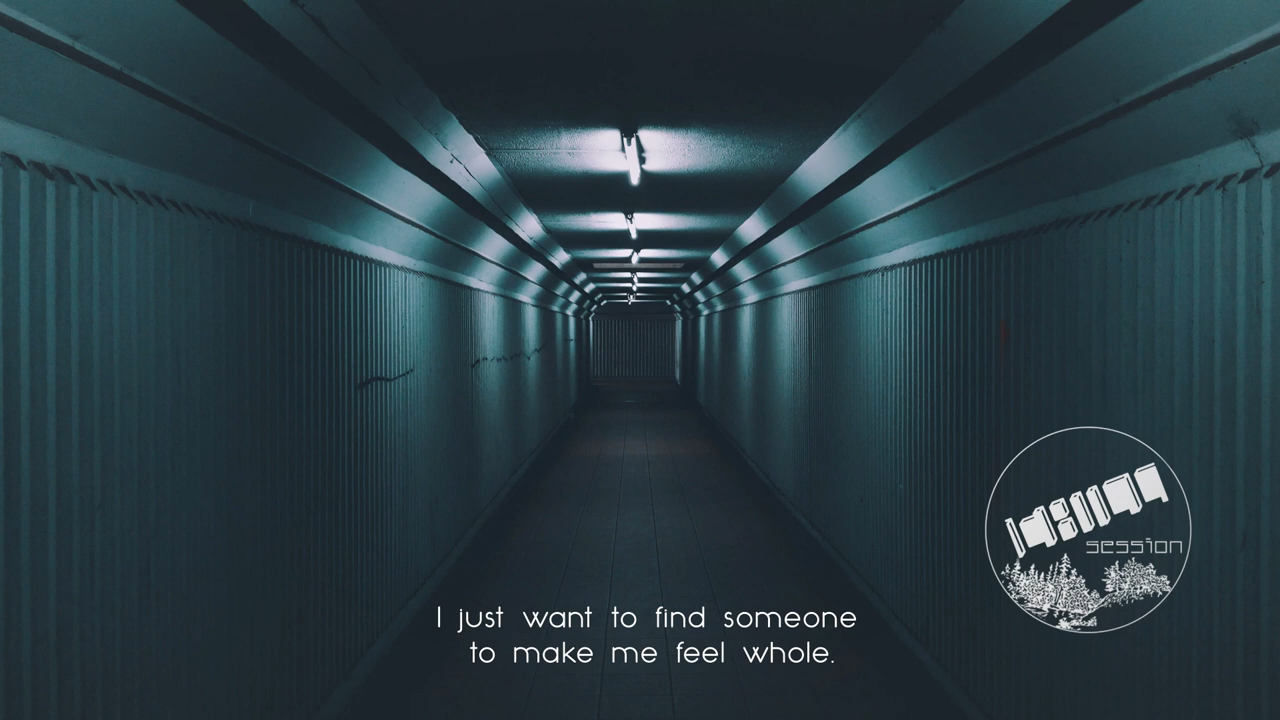 I just want to find someone
to make me feel whole.
session